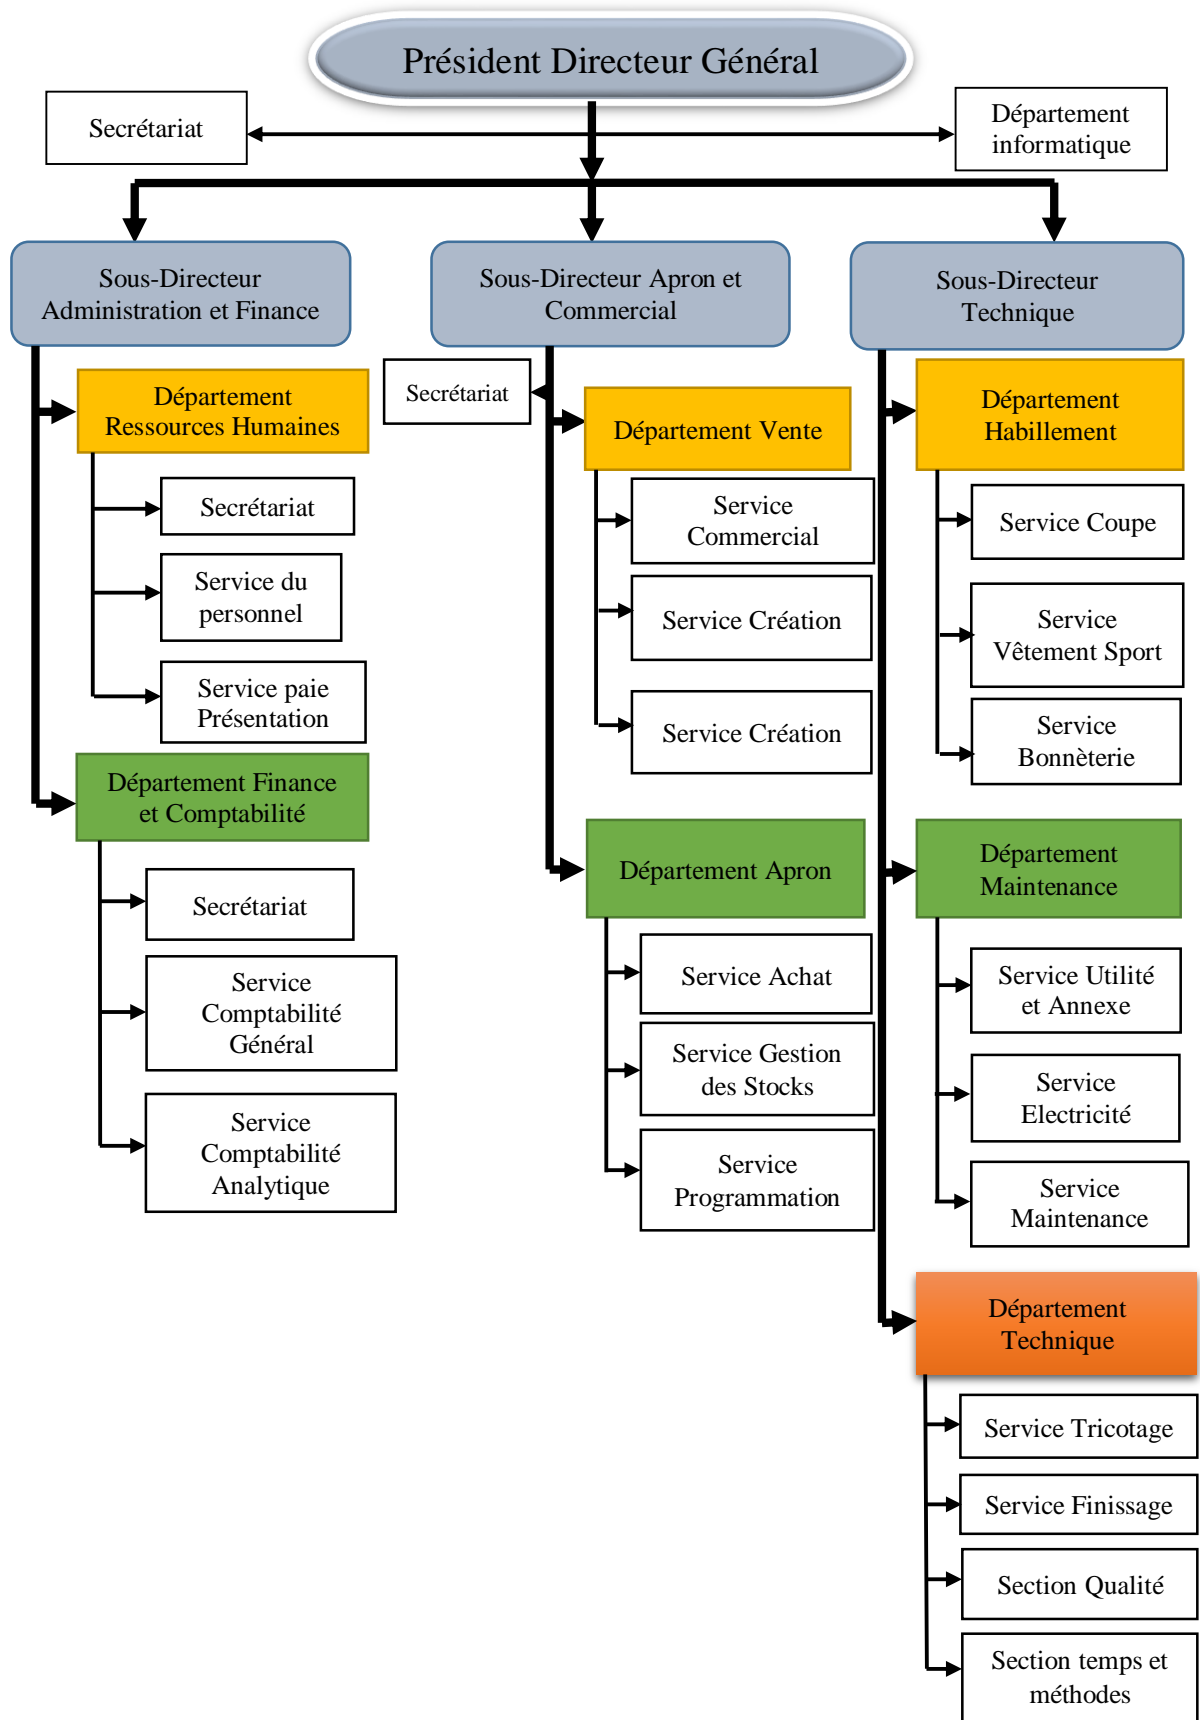 Président Directeur Général
Secrétariat
Département
informatique
Sous-Directeur
Administration et Finance
Sous-Directeur Apron et
Commercial
Sous-Directeur
Technique
Département
Ressources Humaines
Secrétariat
Service du
personnel
Service paie
Présentation
Département Finance
et Comptabilité
Secrétariat
Service
Comptabilité
Général
Service
Comptabilité
Analytique
Secrétariat
Département Vente
Service
Commercial
Service Création
Service Création
Département Apron
Service Achat
Service Gestion
des Stocks
Service
Programmation
Département
Habillement
Service Coupe
Service
Vêtement Sport
Service
Bonnèterie
Département
Maintenance
Service Utilité
et Annexe
Service
Electricité
Service
Maintenance
Département
Technique
Service Tricotage
Service Finissage
Section Qualité
Section temps et
méthodes